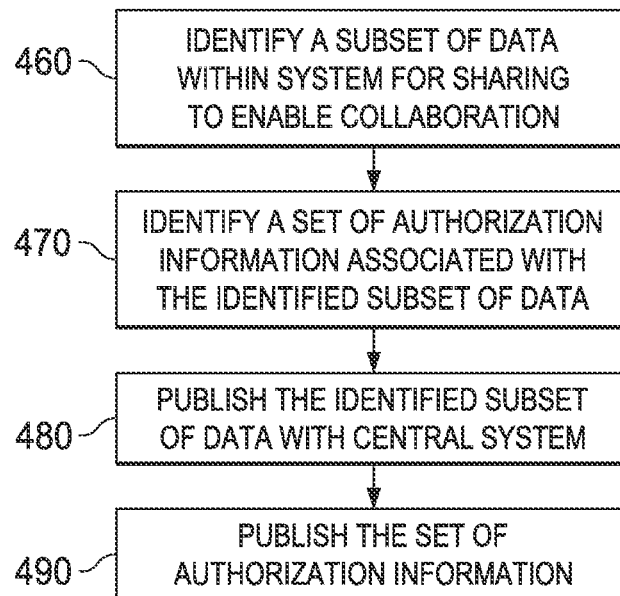 460
IDENTIFY A SUBSET OF DATA
WITHIN SYSTEM FOR SHARING
TO ENABLE COLLABORATION
470
IDENTIFY A SET OF AUTHORIZATION
INFORMATION ASSOCIATED WITH
THE IDENTIFIED SUBSET OF DATA
480
PUBLISH THE IDENTIFIED SUBSET
OF DATA WITH CENTRAL SYSTEM
490
PUBLISH THE SET OF
AUTHORIZATION INFORMATION